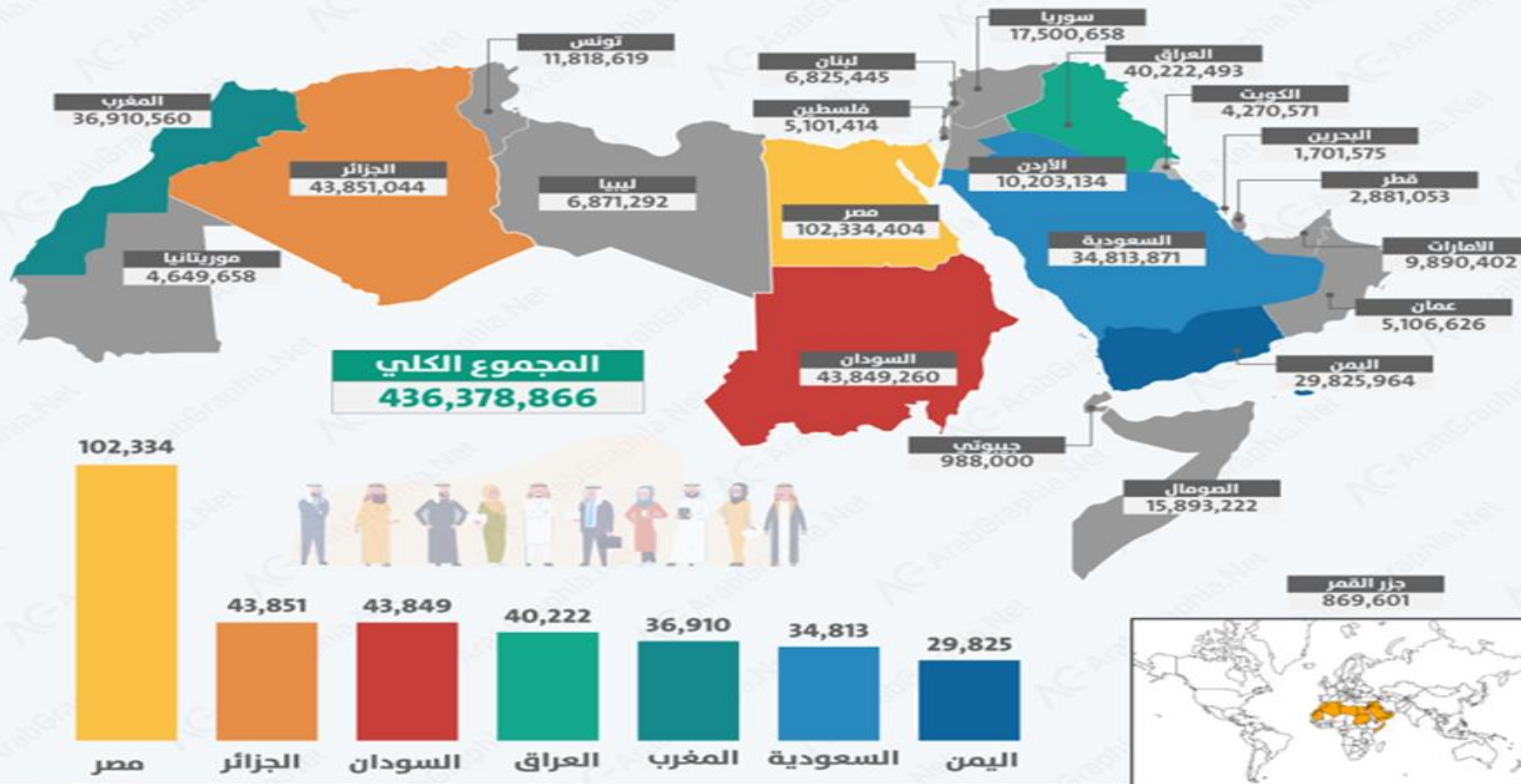 سوريا
17,500,658
تونس
11,818,619
العراق
40,222,493
لبنان
6,825,445
الكويت
4,270,571
المغرب
36,910,560
فلسطين
5,101,414
البحرين
1,701,575
الجزائر
43,851,044
ليبيا
6,871,292
الأردن
10,203,134
قطر
2,881,053
مصر
102,334,404
السعودية
34,813,871
الامارات
9,890,402
موريتانيا
4,649,658
عمان
5,106,626
المجموع الكلي
436,378,866
السودان
43,849,260
اليمن
29,825,964
جيبوتي
988,000
الصومال
15,893,222
جزر القمر
869,601
102,334
43,851
43,849
40,222
36,910
34,813
29,825
مصر
الجزائر
السودان
العراق
المغرب
السعودية
اليمن
AG-ArabGraphia.Net